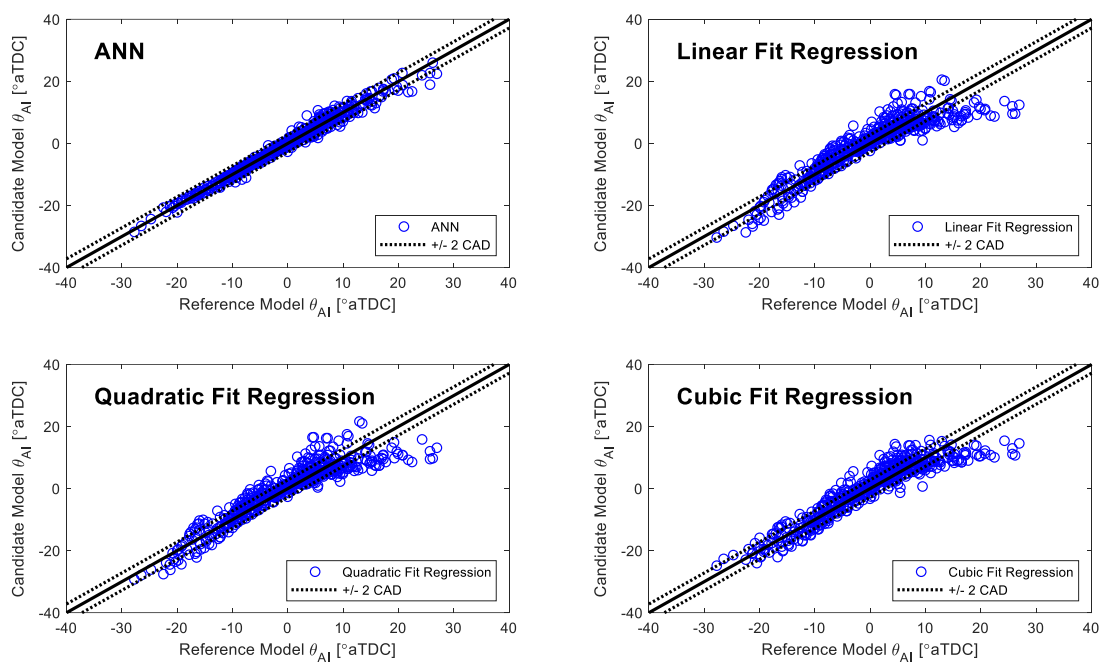 ANN
Candidate Model θAI [°aTDC]
40
20
0
-20
-40
-40 -30 -20 -10 0 10 20 30 40
Reference Model θAI [°aTDC]
ANN
+/- 2 CAD
Linear Fit Regression
Candidate Model θAI [°aTDC]
40
20
0
-20
-40
-40 -30 -20 -10 0 10 20 30 40
Reference Model θAI [°aTDC]
Linear Fit Regression
+/- 2 CAD
Quadratic Fit Regression
Candidate Model θAI [°aTDC]
40
20
0
-20
-40
-40 -30 -20 -10 0 10 20 30 40
Reference Model θAI [°aTDC]
Quadratic Fit Regression
+/- 2 CAD
Cubic Fit Regression
Candidate Model θAI [°aTDC]
40
20
0
-20
-40
-40 -30 -20 -10 0 10 20 30 40
Reference Model θAI [°aTDC]
Cubic Fit Regression
+/- 2 CAD